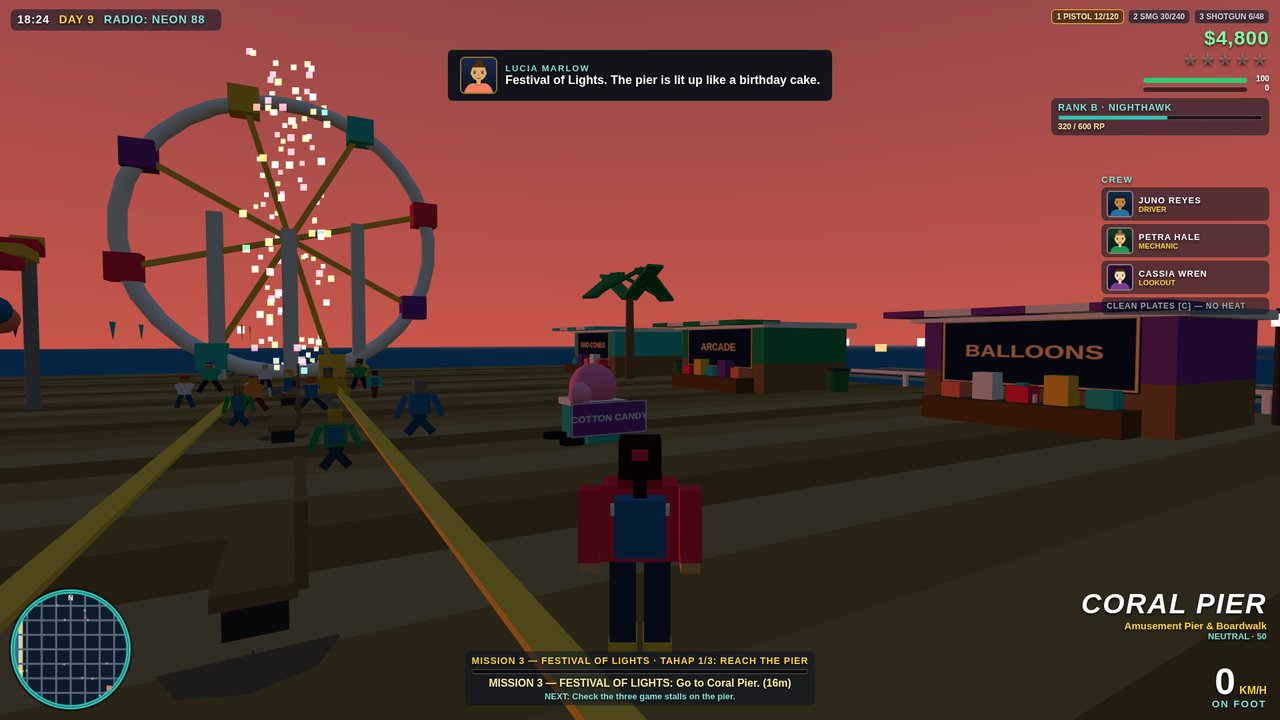 18:24 DAY 9 RADIO: NEON 88
1 PISTOL 12/120 2 SMG 30/240 3 SHOTGUN 6/48
$4,800
100
0
RANK B · NIGHTHAWK
320 / 600 RP
LUCIA MARLOW
Festival of Lights. The pier is lit up like a birthday cake.
CREW
JUNO REYES
DRIVER
PETRA HALE
MECHANIC
CASSIA WREN
LOOKOUT
CLEAN PLATES [C] — NO HEAT
SNO-CONES
ARCADE
BALLOONS
COTTON CANDY
N
CORAL PIER
Amusement Pier & Boardwalk
NEUTRAL · 50
MISSION 3 — FESTIVAL OF LIGHTS · TAHAP 1/3: REACH THE PIER
MISSION 3 — FESTIVAL OF LIGHTS: Go to Coral Pier. (16m)
NEXT: Check the three game stalls on the pier.
0 KM/H
ON FOOT